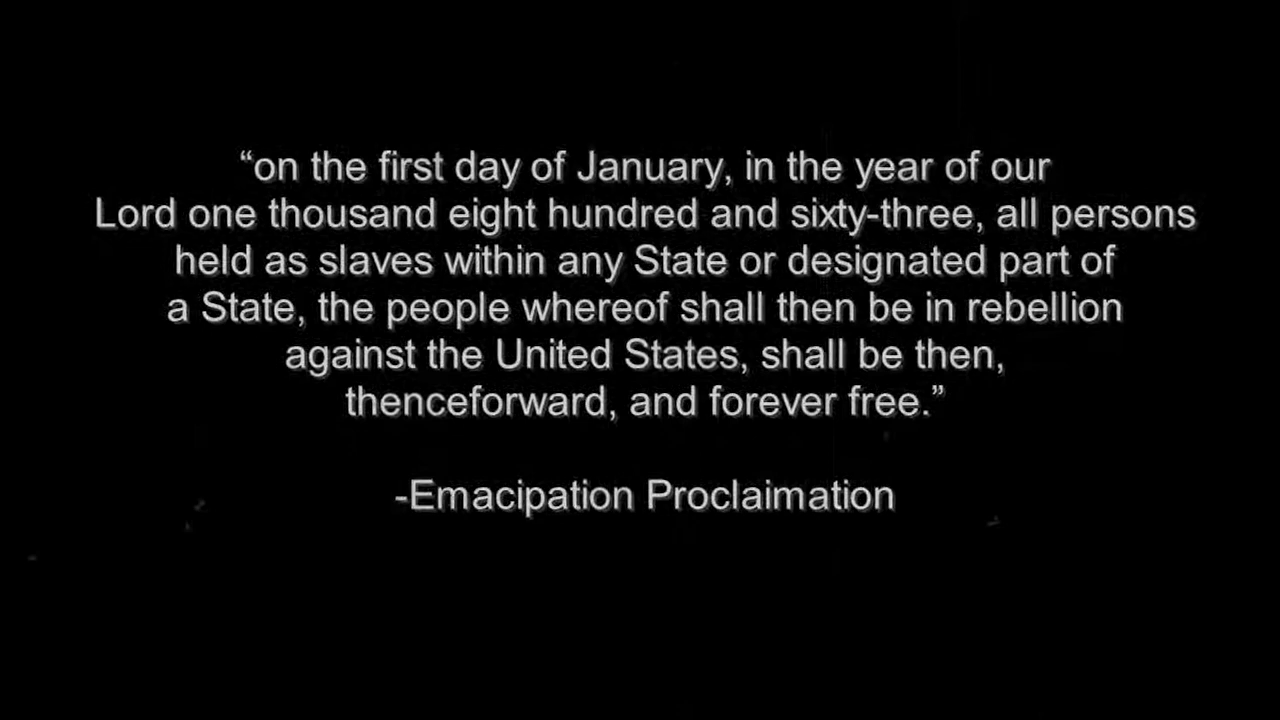 “on the first day of January, in the year of our
Lord one thousand eight hundred and sixty-three, all persons
held as slaves within any State or designated part of
a State, the people whereof shall then be in rebellion
against the United States, shall be then,
thenceforward, and forever free.”
-Emacipation Proclaimation